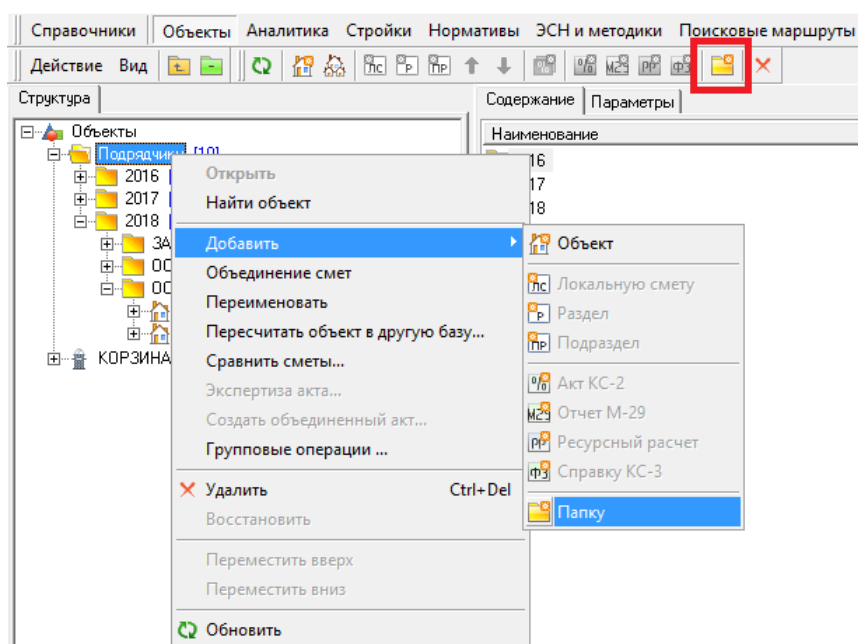 Справочники Объекты Аналитика Стройки Нормативы ЭСН и методики Поисковые маршруты
Действие Вид
Структура
Содержание Параметры
Объекты
Наименование
Подрядчики [10]
16
2016
17
2017
18
2018
ЗА
ОС
ОС
КОРЗИНА
Открыть
Найти объект
Добавить
Объединение смет
Переименовать
Пересчитать объект в другую базу...
Сравнить сметы...
Экспертиза акта...
Создать объединенный акт...
Групповые операции ...
Удалить Ctrl+Del
Восстановить
Переместить вверх
Переместить вниз
Обновить
Объект
Локальную смету
Раздел
Подраздел
Акт КС-2
Отчет М-29
Ресурсный расчет
Справку КС-3
Папку